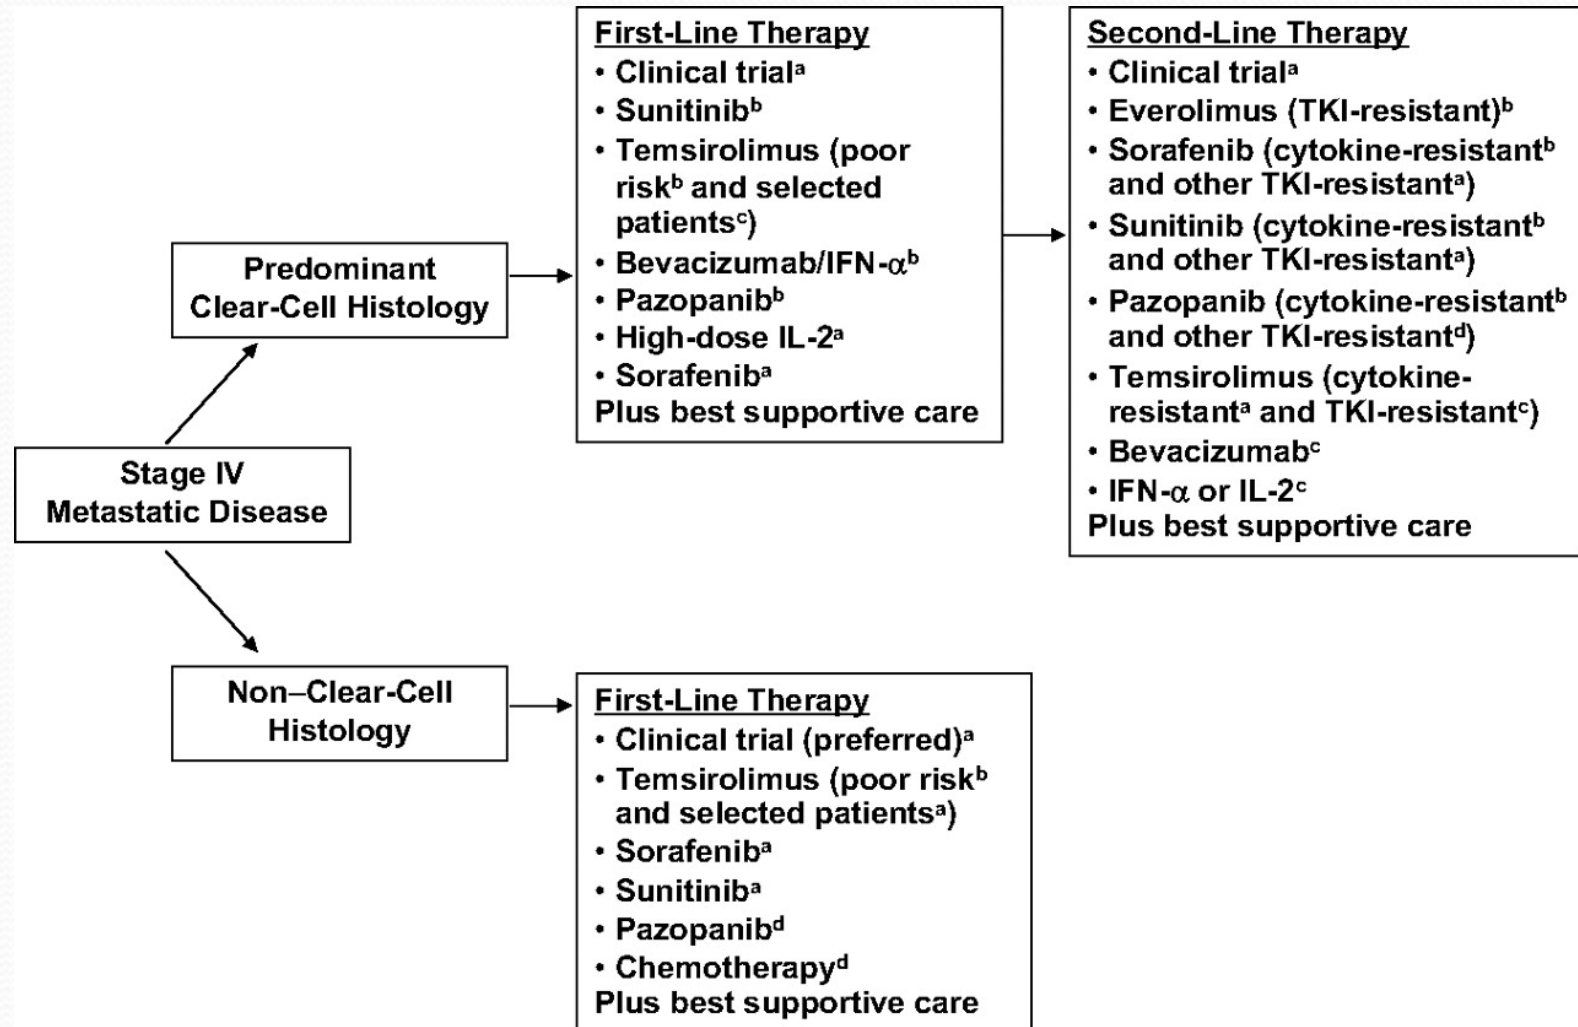 First-Line Therapy
• Clinical trialᵃ
• Sunitinibᵇ
• Temsirolimus (poor
riskᵇ and selected
patientsᶜ)
• Bevacizumab/IFN-αᵇ
• Pazopanibᵇ
• High-dose IL-2ᵃ
• Sorafenibᵃ
Plus best supportive care
Second-Line Therapy
• Clinical trialᵃ
• Everolimus (TKI-resistant)ᵇ
• Sorafenib (cytokine-resistantᵇ
and other TKI-resistantᵃ)
• Sunitinib (cytokine-resistantᵇ
and other TKI-resistantᵃ)
• Pazopanib (cytokine-resistantᵇ
and other TKI-resistantᵈ)
• Temsirolimus (cytokine-
resistantᵃ and TKI-resistantᶜ)
• Bevacizumabᶜ
• IFN-α or IL-2ᶜ
Plus best supportive care
Predominant
Clear-Cell Histology
Stage IV
Metastatic Disease
Non–Clear-Cell
Histology
First-Line Therapy
• Clinical trial (preferred)ᵃ
• Temsirolimus (poor riskᵇ
and selected patientsᵃ)
• Sorafenibᵃ
• Sunitinibᵃ
• Pazopanibᵈ
• Chemotherapyᵈ
Plus best supportive care